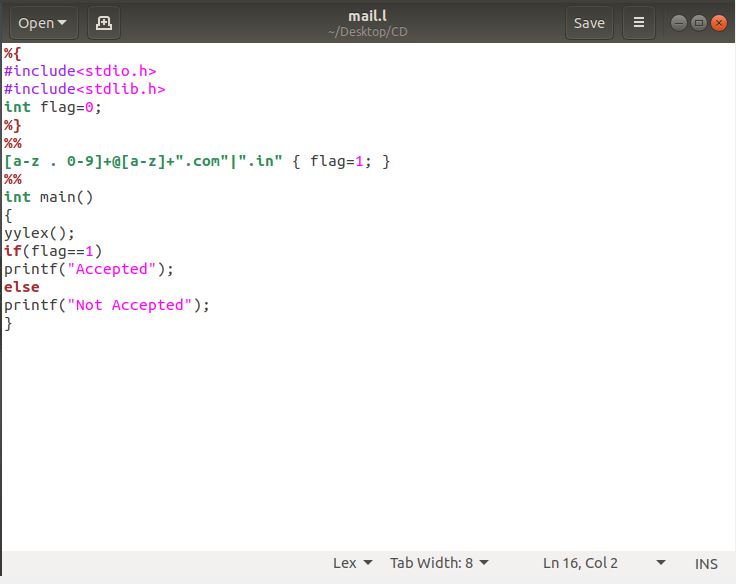 Open
mail.l
~/Desktop/CD
Save
%{
#include<stdio.h>
#include<stdlib.h>
int flag=0;
%}
%%
[a-z . 0-9]+@[a-z]+".com"|".in" { flag=1; }
%%
int main()
{
yylex();
if(flag==1)
printf("Accepted");
else
printf("Not Accepted");
}
Lex Tab Width: 8 Ln 16, Col 2 INS